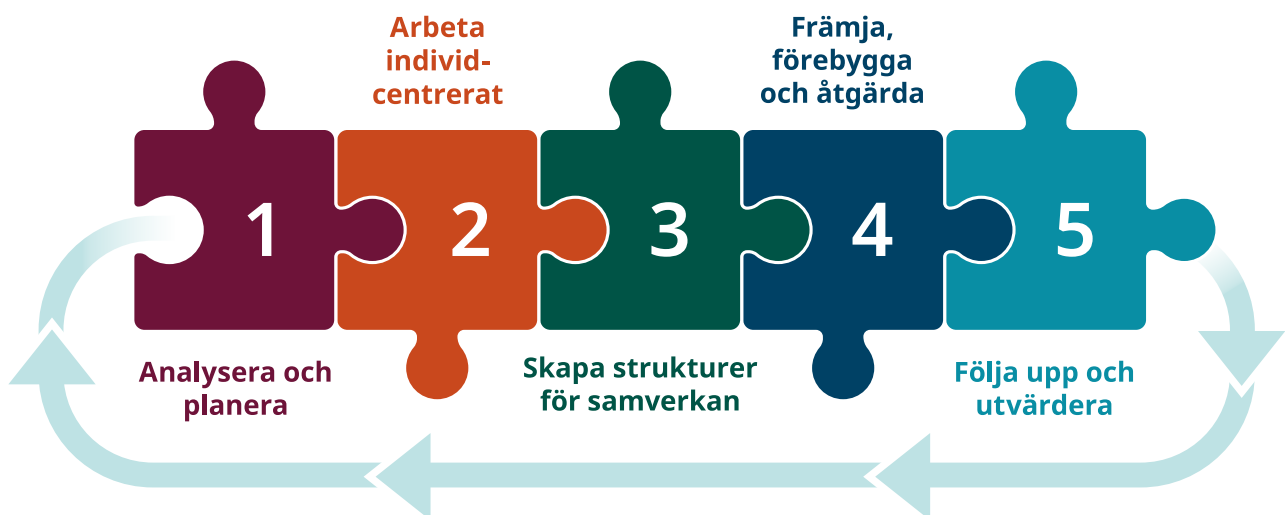 Arbeta
individ-
centrerat
Främja,
förebygga
och åtgärda
1
2
3
4
5
Analysera och
planera
Skapa strukturer
för samverkan
Följa upp och
utvärdera